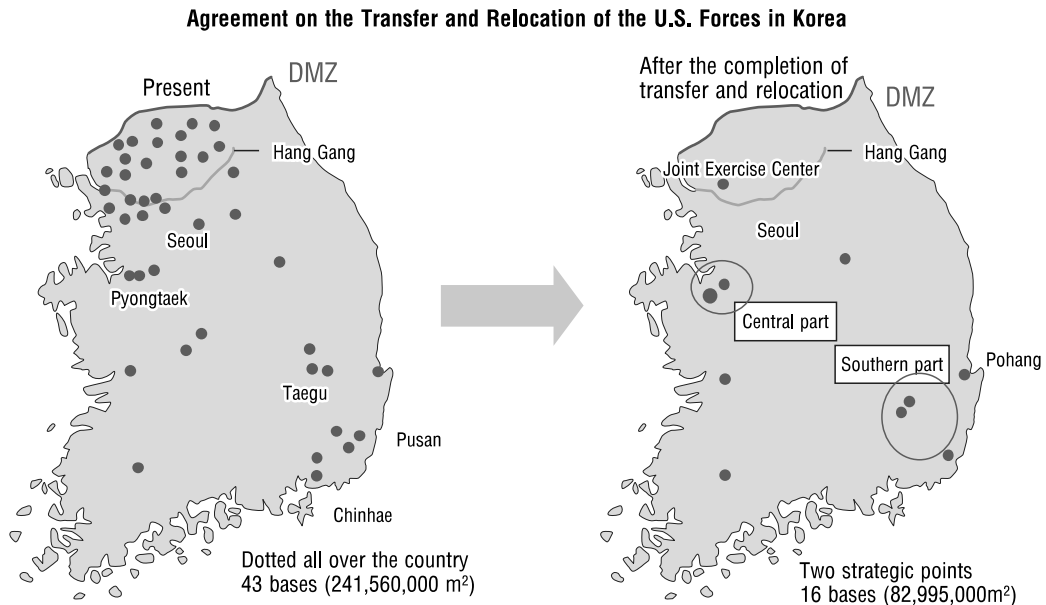 Agreement on the Transfer and Relocation of the U.S. Forces in Korea
Present
DMZ
Hang Gang
Seoul
Pyongtaek
Taegu
Pusan
Chinhae
Dotted all over the country
43 bases (241,560,000 m²)
After the completion of
transfer and relocation
DMZ
Hang Gang
Joint Exercise Center
Seoul
Central part
Southern part
Pohang
Two strategic points
16 bases (82,995,000m²)